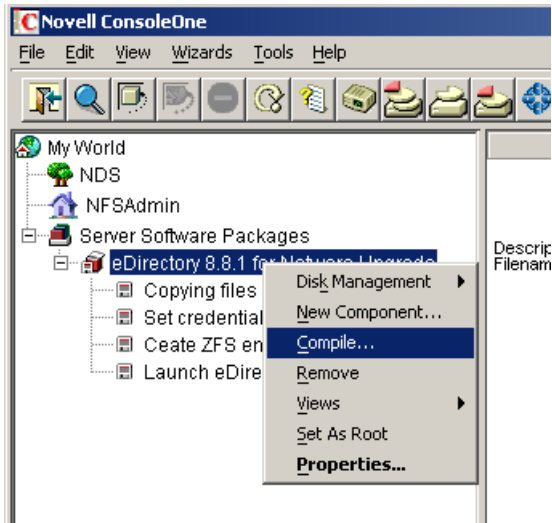 Novell ConsoleOne
File Edit View Wizards Tools Help
My World
NDS
NFSAdmin
Server Software Packages
eDirectory 8.8.1 for Netware Upgrade
Descrip
Filenam
Disk Management
New Component...
Compile...
Remove
Views
Set As Root
Properties...
Copying files
Set credential
Ceate ZFS en
Launch eDire